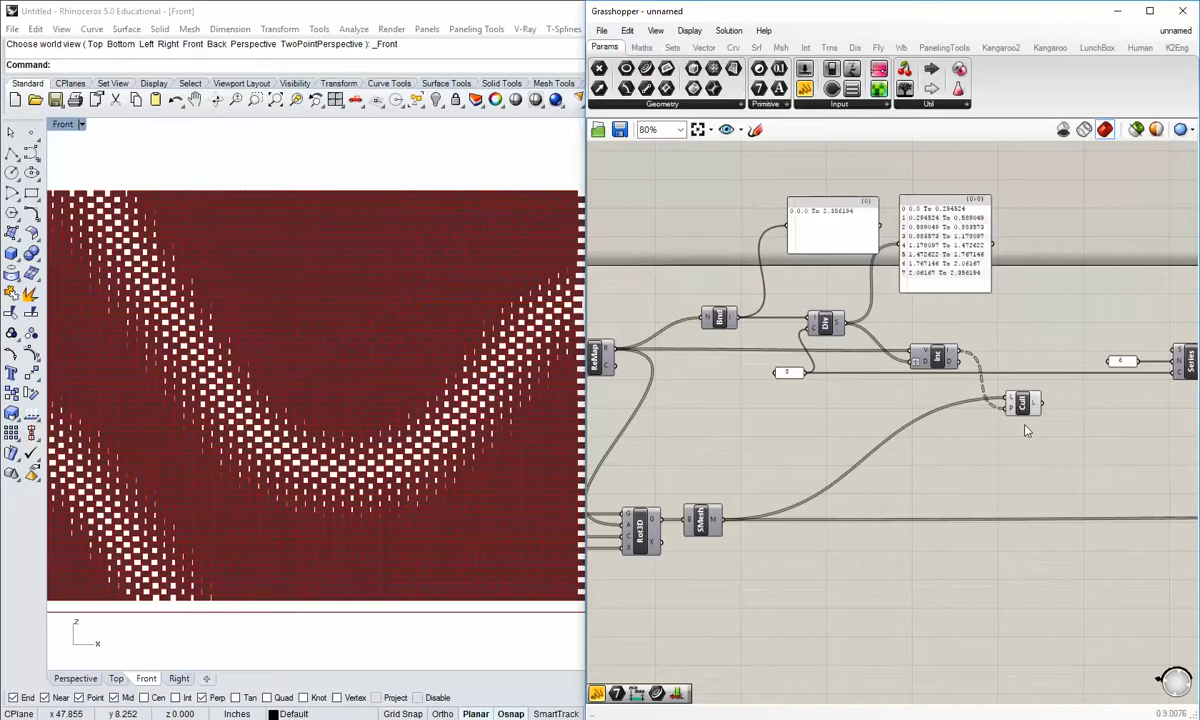 Untitled - Rhinoceros 5.0 Educational - [Front]
File Edit View Curve Surface Solid Mesh Dimension Transform Tools Analyze Render Panels V-Ray T-Splines
Choose world view ( Top Bottom Left Right Front Back Perspective TwoPointPerspective ): _Front
Command:
Standard CPlanes Set View Display Select Viewport Layout Visibility Transform Curve Tools Surface Tools Solid Tools Mesh Tools
Front
z
x
Perspective Top Front Right
End Near Point Mid Cen Int Perp Tan Quad Knot Vertex Project Disable
CPlane x 47.855 y 8.252 z 0.000 Inches Default Grid Snap Ortho Planar Osnap SmartTrack
Grasshopper - unnamed
File Edit View Display Solution Help unnamed
Params Maths Sets Vector Crv Srf Msh Int Trns Dis Fly Wb PanelingTools Kangaroo2 Kangaroo LunchBox Human K2Eng
Geometry Primitive Input Util
80%
{0}
0 0.0 To 2.356194
{0;0}
0 0.0 To 0.294524
1 0.294524 To 0.589049
2 0.589049 To 0.883573
3 0.883573 To 1.178097
4 1.178097 To 1.472622
5 1.472622 To 1.767146
6 1.767146 To 2.06167
7 2.06167 To 2.356194
N Bnd I
I C Div S
ReMap
V D Inc I D
8
6
S N C Series
L P Cull L
G A C X Rot3D G X
B SMesh M
0.9.0076